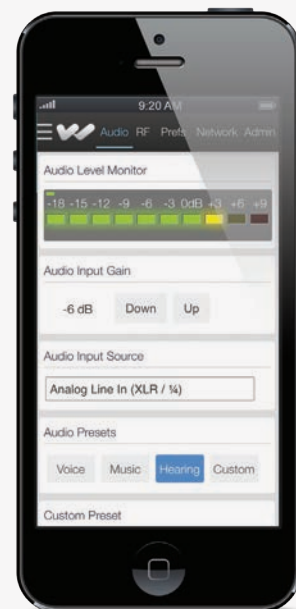 9:20 AM
Audio RF Prefs Network Admin
Audio Level Monitor
-18 -15 -12 -9 -6 -3 0dB +3 +6 +9
Audio Input Gain
-6 dB Down Up
Audio Input Source
Analog Line In (XLR / ¼)
Audio Presets
Voice Music Hearing Custom
Custom Preset